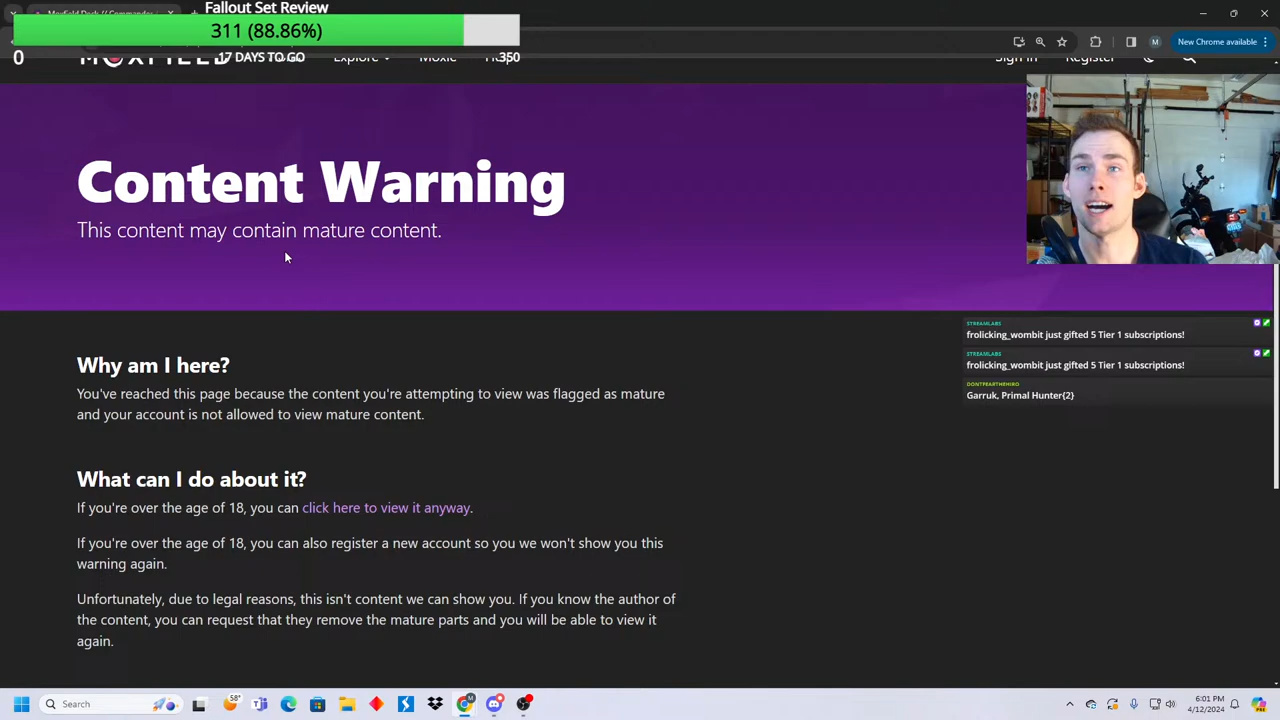 Fallout Set Review
311 (88.86%)
0
17 DAYS TO GO
350
MOXFIELD
Explore
Moxie
Help
Sign In
Register
New Chrome available
Content Warning
This content may contain mature content.
Why am I here?
You've reached this page because the content you're attempting to view was flagged as mature
and your account is not allowed to view mature content.
What can I do about it?
If you're over the age of 18, you can click here to view it anyway.
If you're over the age of 18, you can also register a new account so you we won't show you this
warning again.
Unfortunately, due to legal reasons, this isn't content we can show you. If you know the author of
the content, you can request that they remove the mature parts and you will be able to view it
again.
STREAMLABS
frolicking_wombit just gifted 5 Tier 1 subscriptions!
STREAMLABS
frolicking_wombit just gifted 5 Tier 1 subscriptions!
DONTPEARTHEHIRO
Garruk, Primal Hunter{2}
Search
58°
6:01 PM
4/12/2024